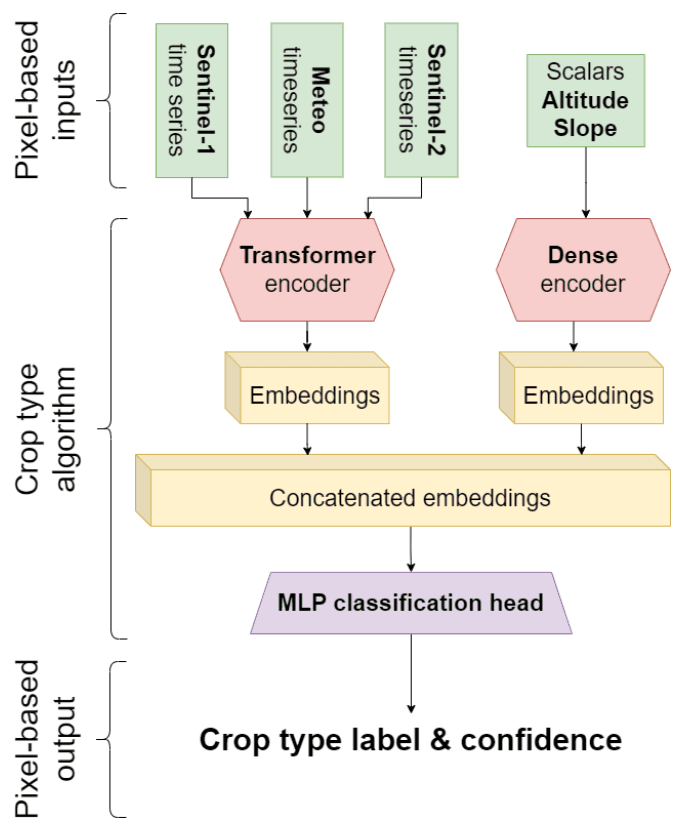 Pixel-based
inputs
Sentinel-1
time series
Meteo
timeseries
Sentinel-2
timeseries
Scalars
Altitude
Slope
Crop type
algorithm
Transformer
encoder
Dense
encoder
Embeddings
Embeddings
Concatenated embeddings
MLP classification head
Pixel-based
output
Crop type label & confidence